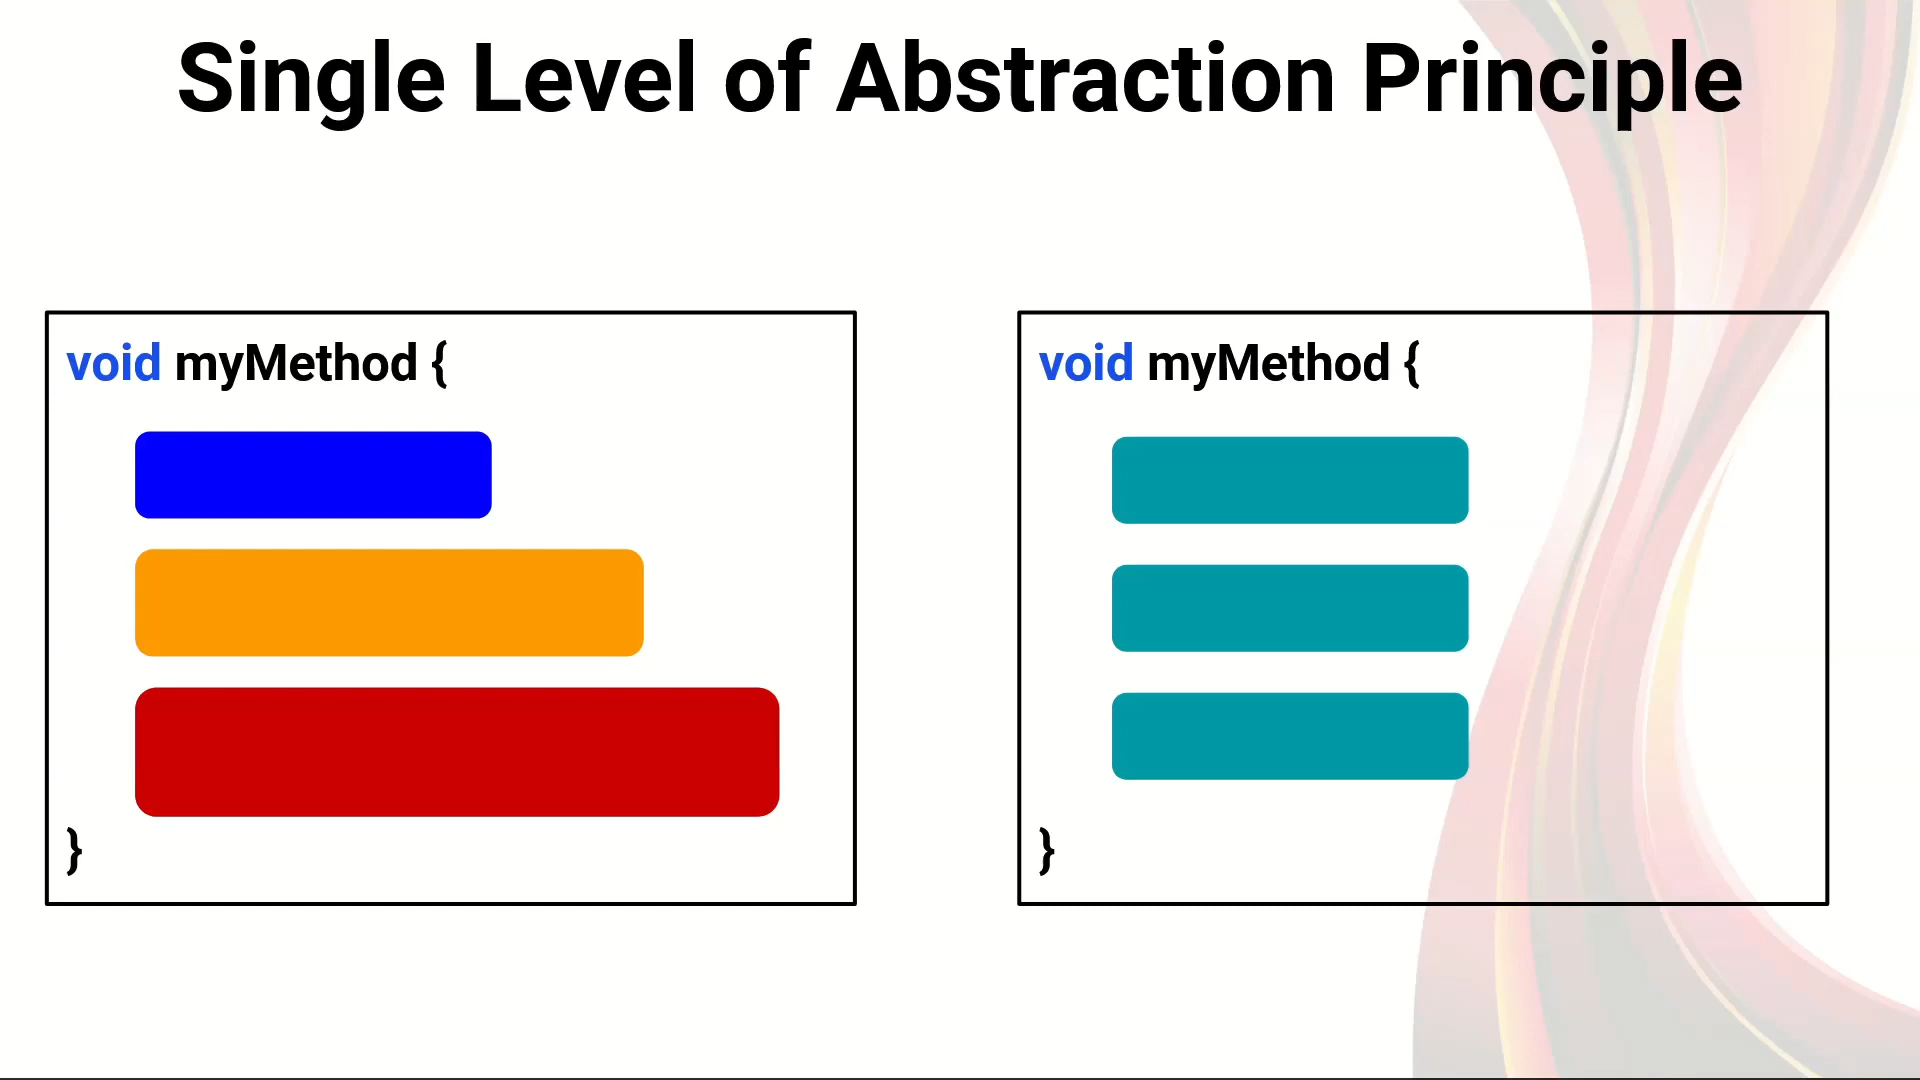 Single Level of Abstraction Principle
void myMethod {
}
void myMethod {
}